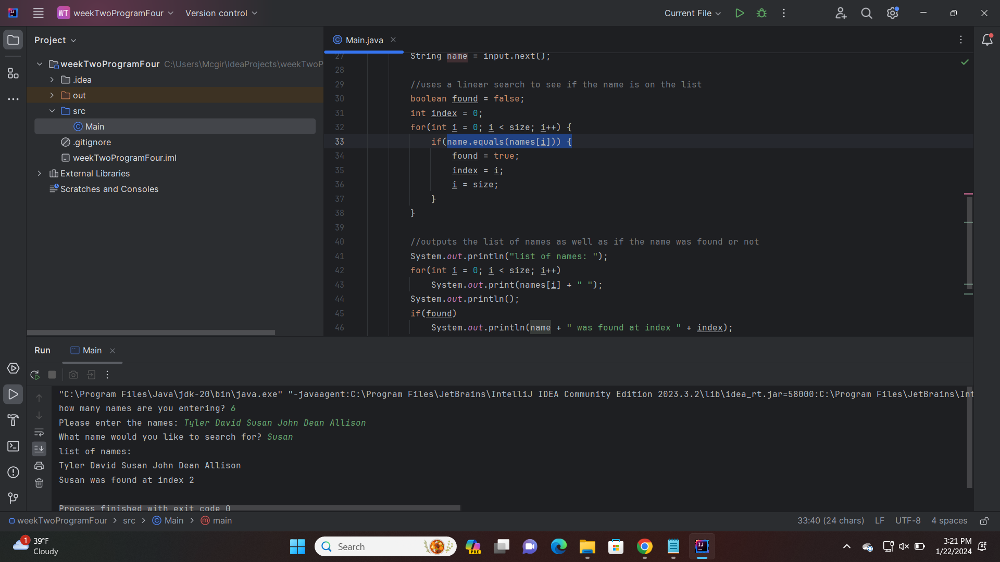 WT weekTwoProgramFour Version control Current File
Project
Main.java
weekTwoProgramFour C:\Users\Mcgir\IdeaProjects\weekTwoP
.idea
out
src
Main
.gitignore
weekTwoProgramFour.iml
External Libraries
Scratches and Consoles
27 String name = input.next();
28
29 //uses a linear search to see if the name is on the list
30 boolean found = false;
31 int index = 0;
32 for(int i = 0; i < size; i++) {
33 if(name.equals(names[i])) {
34 found = true;
35 index = i;
36 i = size;
37 }
38 }
39
40 //outputs the list of names as well as if the name was found or not
41 System.out.println("list of names: ");
42 for(int i = 0; i < size; i++)
43 System.out.print(names[i] + " ");
44 System.out.println();
45 if(found)
46 System.out.println(name + " was found at index " + index);
Run Main
"C:\Program Files\Java\jdk-20\bin\java.exe" "-javaagent:C:\Program Files\JetBrains\IntelliJ IDEA Community Edition 2023.3.2\lib\idea_rt.jar=58000:C:\Program Files\JetBrains\Int
how many names are you entering? 6
Please enter the names: Tyler David Susan John Dean Allison
What name would you like to search for? Susan
list of names:
Tyler David Susan John Dean Allison
Susan was found at index 2
Process finished with exit code 0
weekTwoProgramFour > src > Main > main 33:40 (24 chars) LF UTF-8 4 spaces
1 39°F
Cloudy
Search
PRE
3:21 PM
1/22/2024